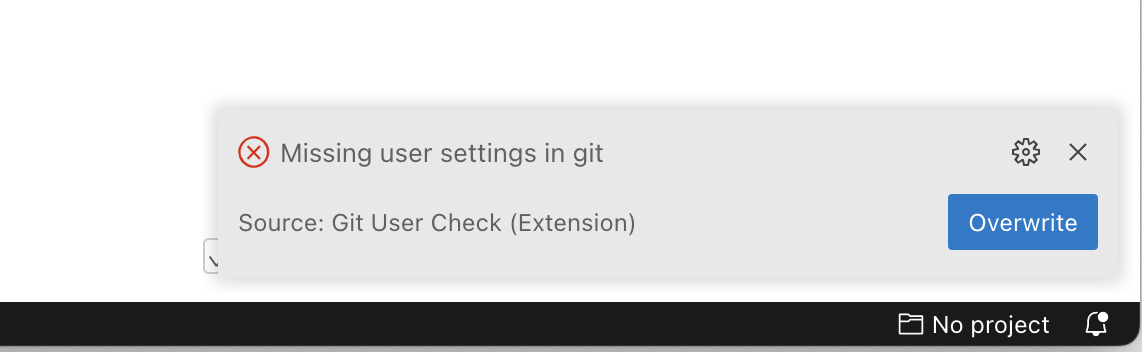 Missing user settings in git
Source: Git User Check (Extension)
Overwrite
No project